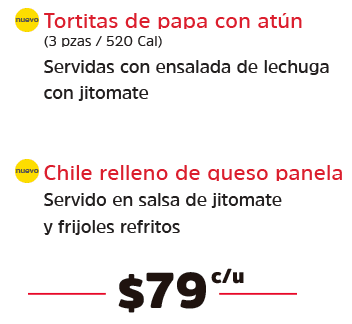 nuevo Tortitas de papa con atún
(3 pzas / 520 Cal)
Servidas con ensalada de lechuga
con jitomate
nuevo Chile relleno de queso panela
Servido en salsa de jitomate
y frijoles refritos
$79 c/u